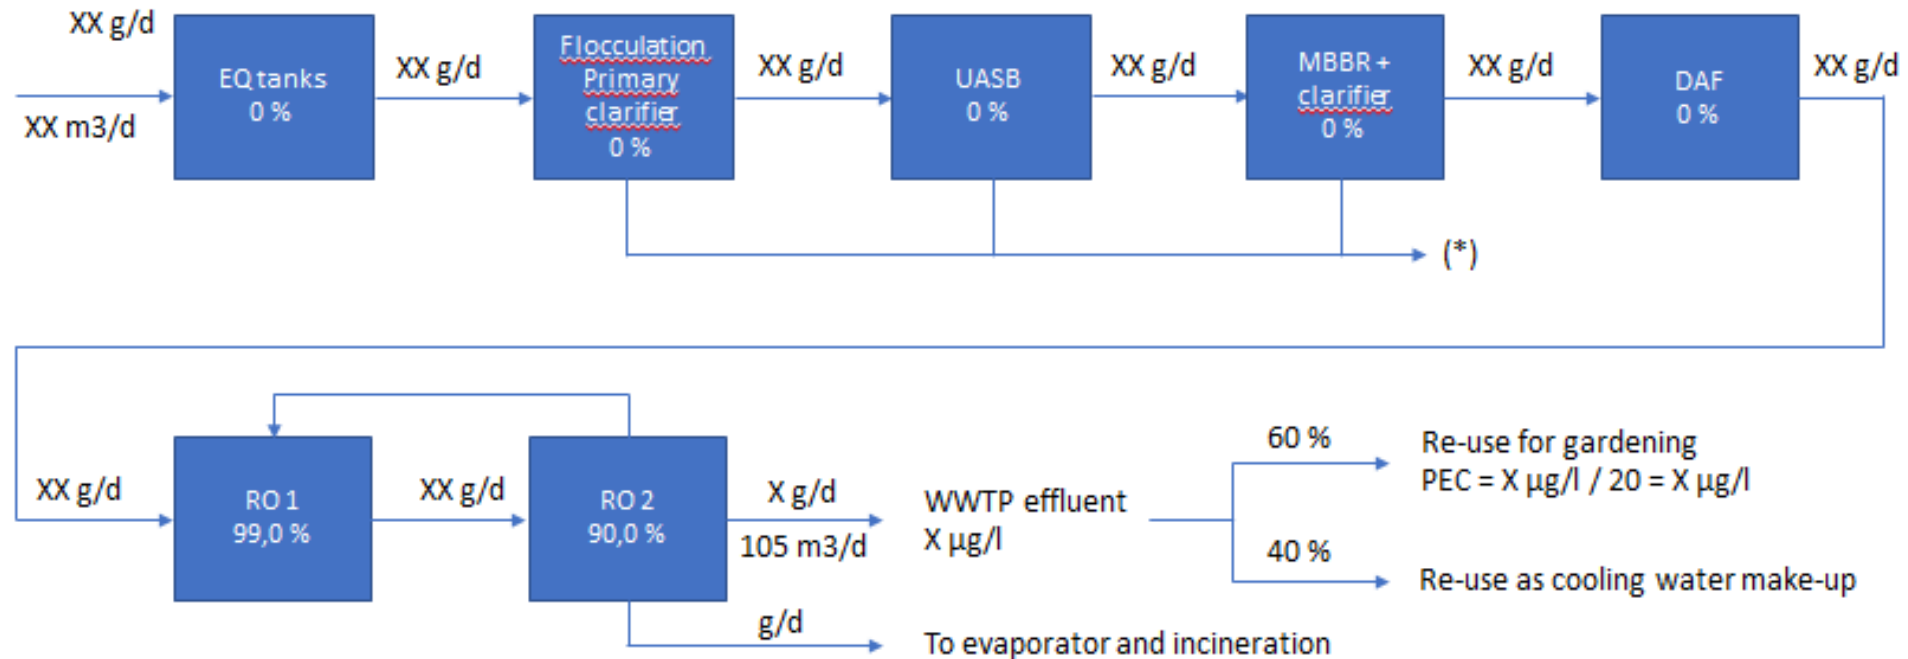 XX g/d
XX m3/d
EQ tanks
0 %
XX g/d
Flocculation
Primary
clarifier
0 %
XX g/d
UASB
0 %
XX g/d
MBBR +
clarifier
0 %
XX g/d
DAF
0 %
XX g/d
(*)
XX g/d
RO 1
99,0 %
XX g/d
RO 2
90,0 %
X g/d
105 m3/d
g/d
To evaporator and incineration
WWTP effluent
X µg/l
60 %
Re-use for gardening
PEC = X µg/l / 20 = X µg/l
40 %
Re-use as cooling water make-up